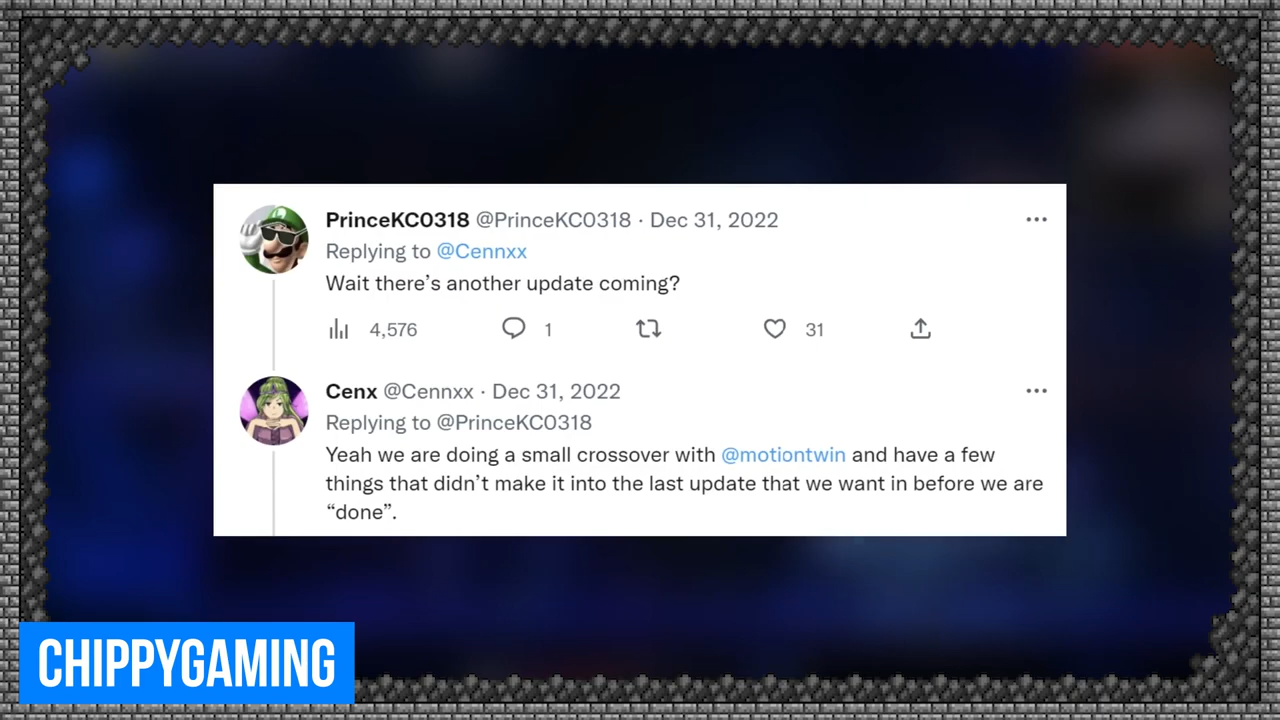 PrinceKC0318 @PrinceKC0318 · Dec 31, 2022
Replying to @Cennxx
Wait there’s another update coming?
4,576 1 31
Cenx @Cennxx · Dec 31, 2022
Replying to @PrinceKC0318
Yeah we are doing a small crossover with @motiontwin and have a few
things that didn’t make it into the last update that we want in before we are
“done”.
CHIPPYGAMING